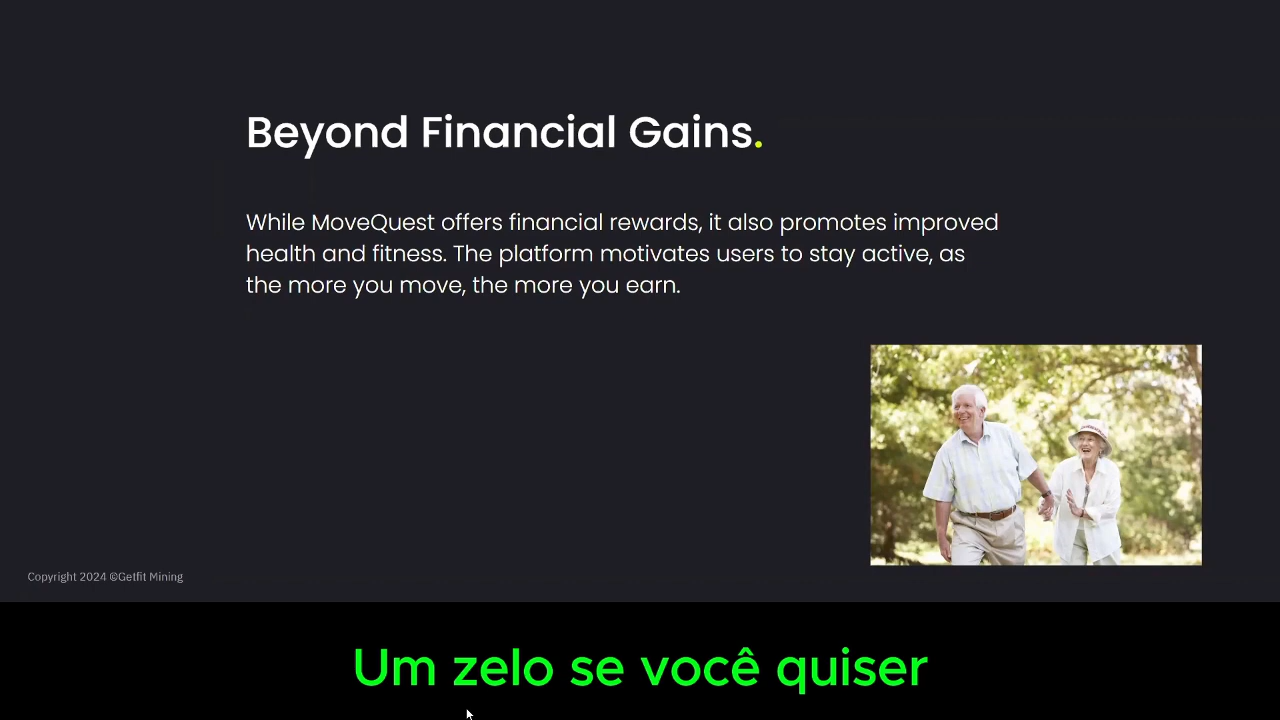 Beyond Financial Gains.
While MoveQuest offers financial rewards, it also promotes improved
health and fitness. The platform motivates users to stay active, as
the more you move, the more you earn.
Copyright 2024 ©Getfit Mining
Um zelo se você quiser